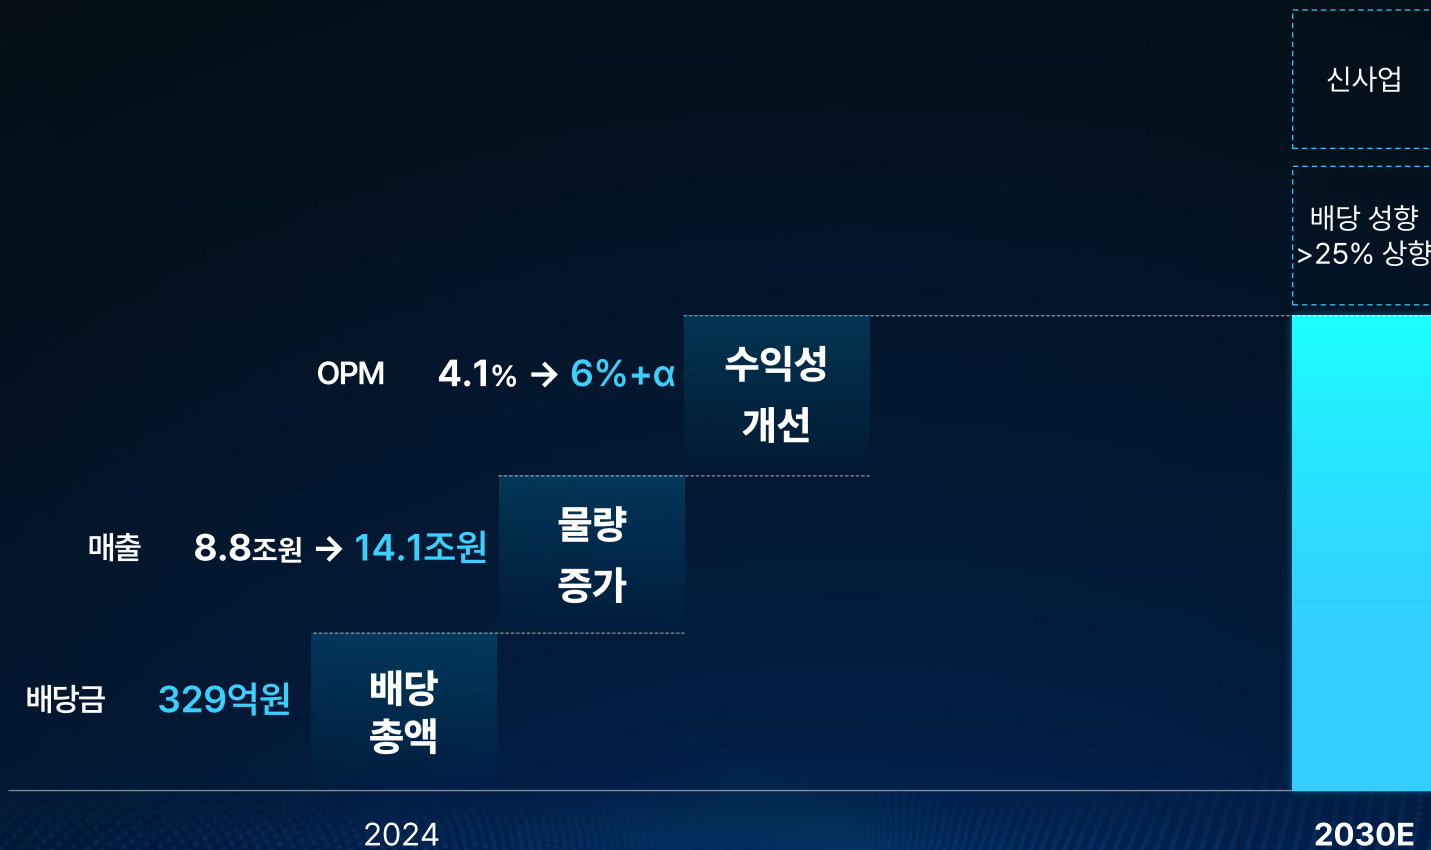 신사업
배당 성향
>25% 상향
OPM 4.1% → 6%+α
수익성
개선
매출 8.8조원 → 14.1조원
물량
증가
배당금 329억원
배당
총액
2024
2030E